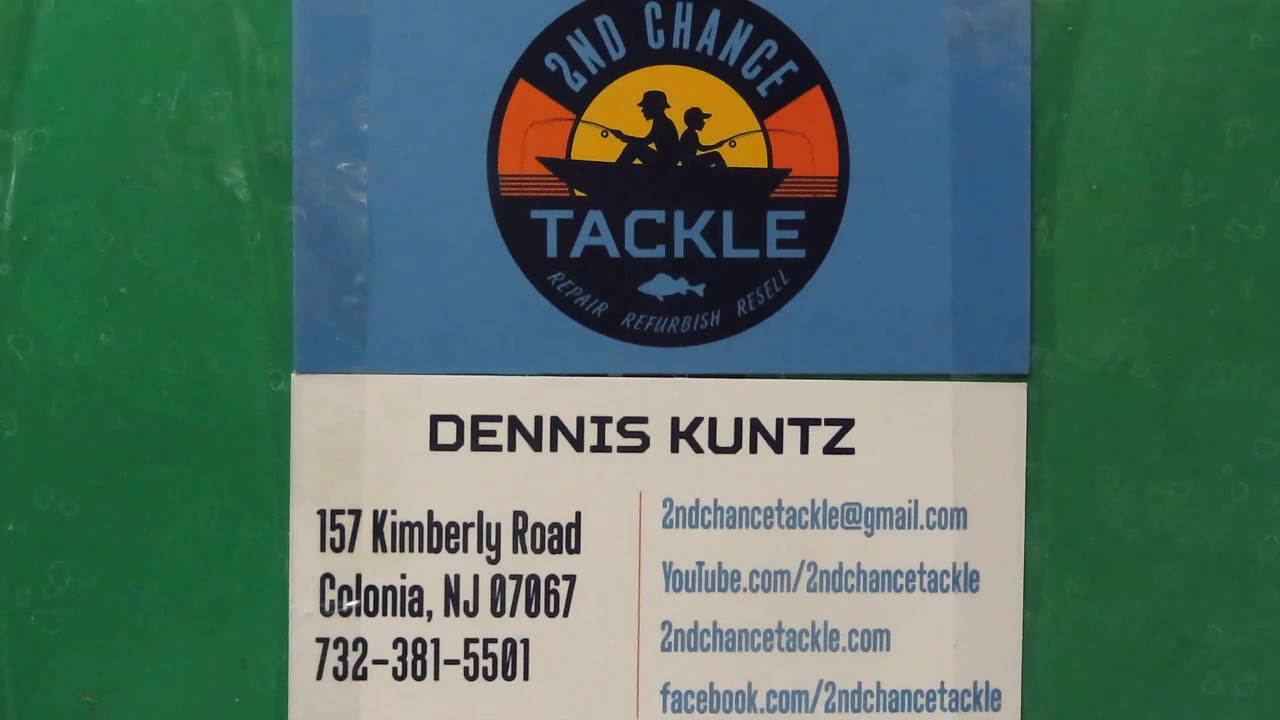 2ND CHANCE
TACKLE
REPAIR REFURBISH RESELL
DENNIS KUNTZ
157 Kimberly Road
Colonia, NJ 07067
732-381-5501
2ndchancetackle@gmail.com
YouTube.com/2ndchancetackle
2ndchancetackle.com
facebook.com/2ndchancetackle